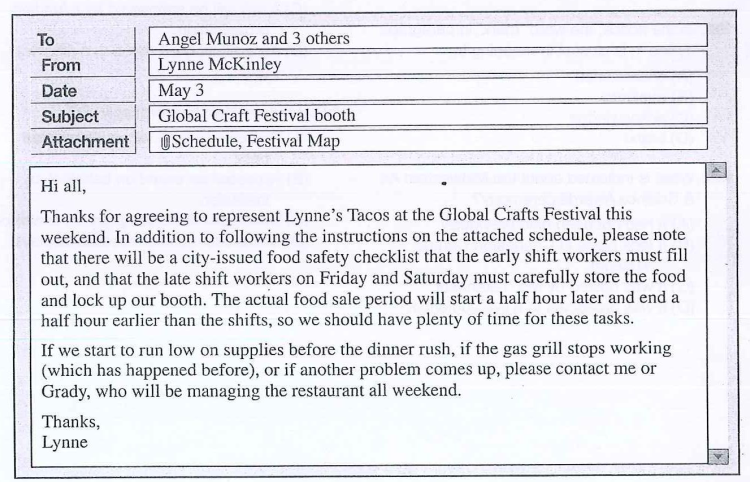 To Angel Munoz and 3 others
From Lynne McKinley
Date May 3
Subject Global Craft Festival booth
Attachment Schedule, Festival Map
Hi all,
Thanks for agreeing to represent Lynne's Tacos at the Global Crafts Festival this
weekend. In addition to following the instructions on the attached schedule, please note
that there will be a city-issued food safety checklist that the early shift workers must fill
out, and that the late shift workers on Friday and Saturday must carefully store the food
and lock up our booth. The actual food sale period will start a half hour later and end a
half hour earlier than the shifts, so we should have plenty of time for these tasks.
If we start to run low on supplies before the dinner rush, if the gas grill stops working
(which has happened before), or if another problem comes up, please contact me or
Grady, who will be managing the restaurant all weekend.
Thanks,
Lynne